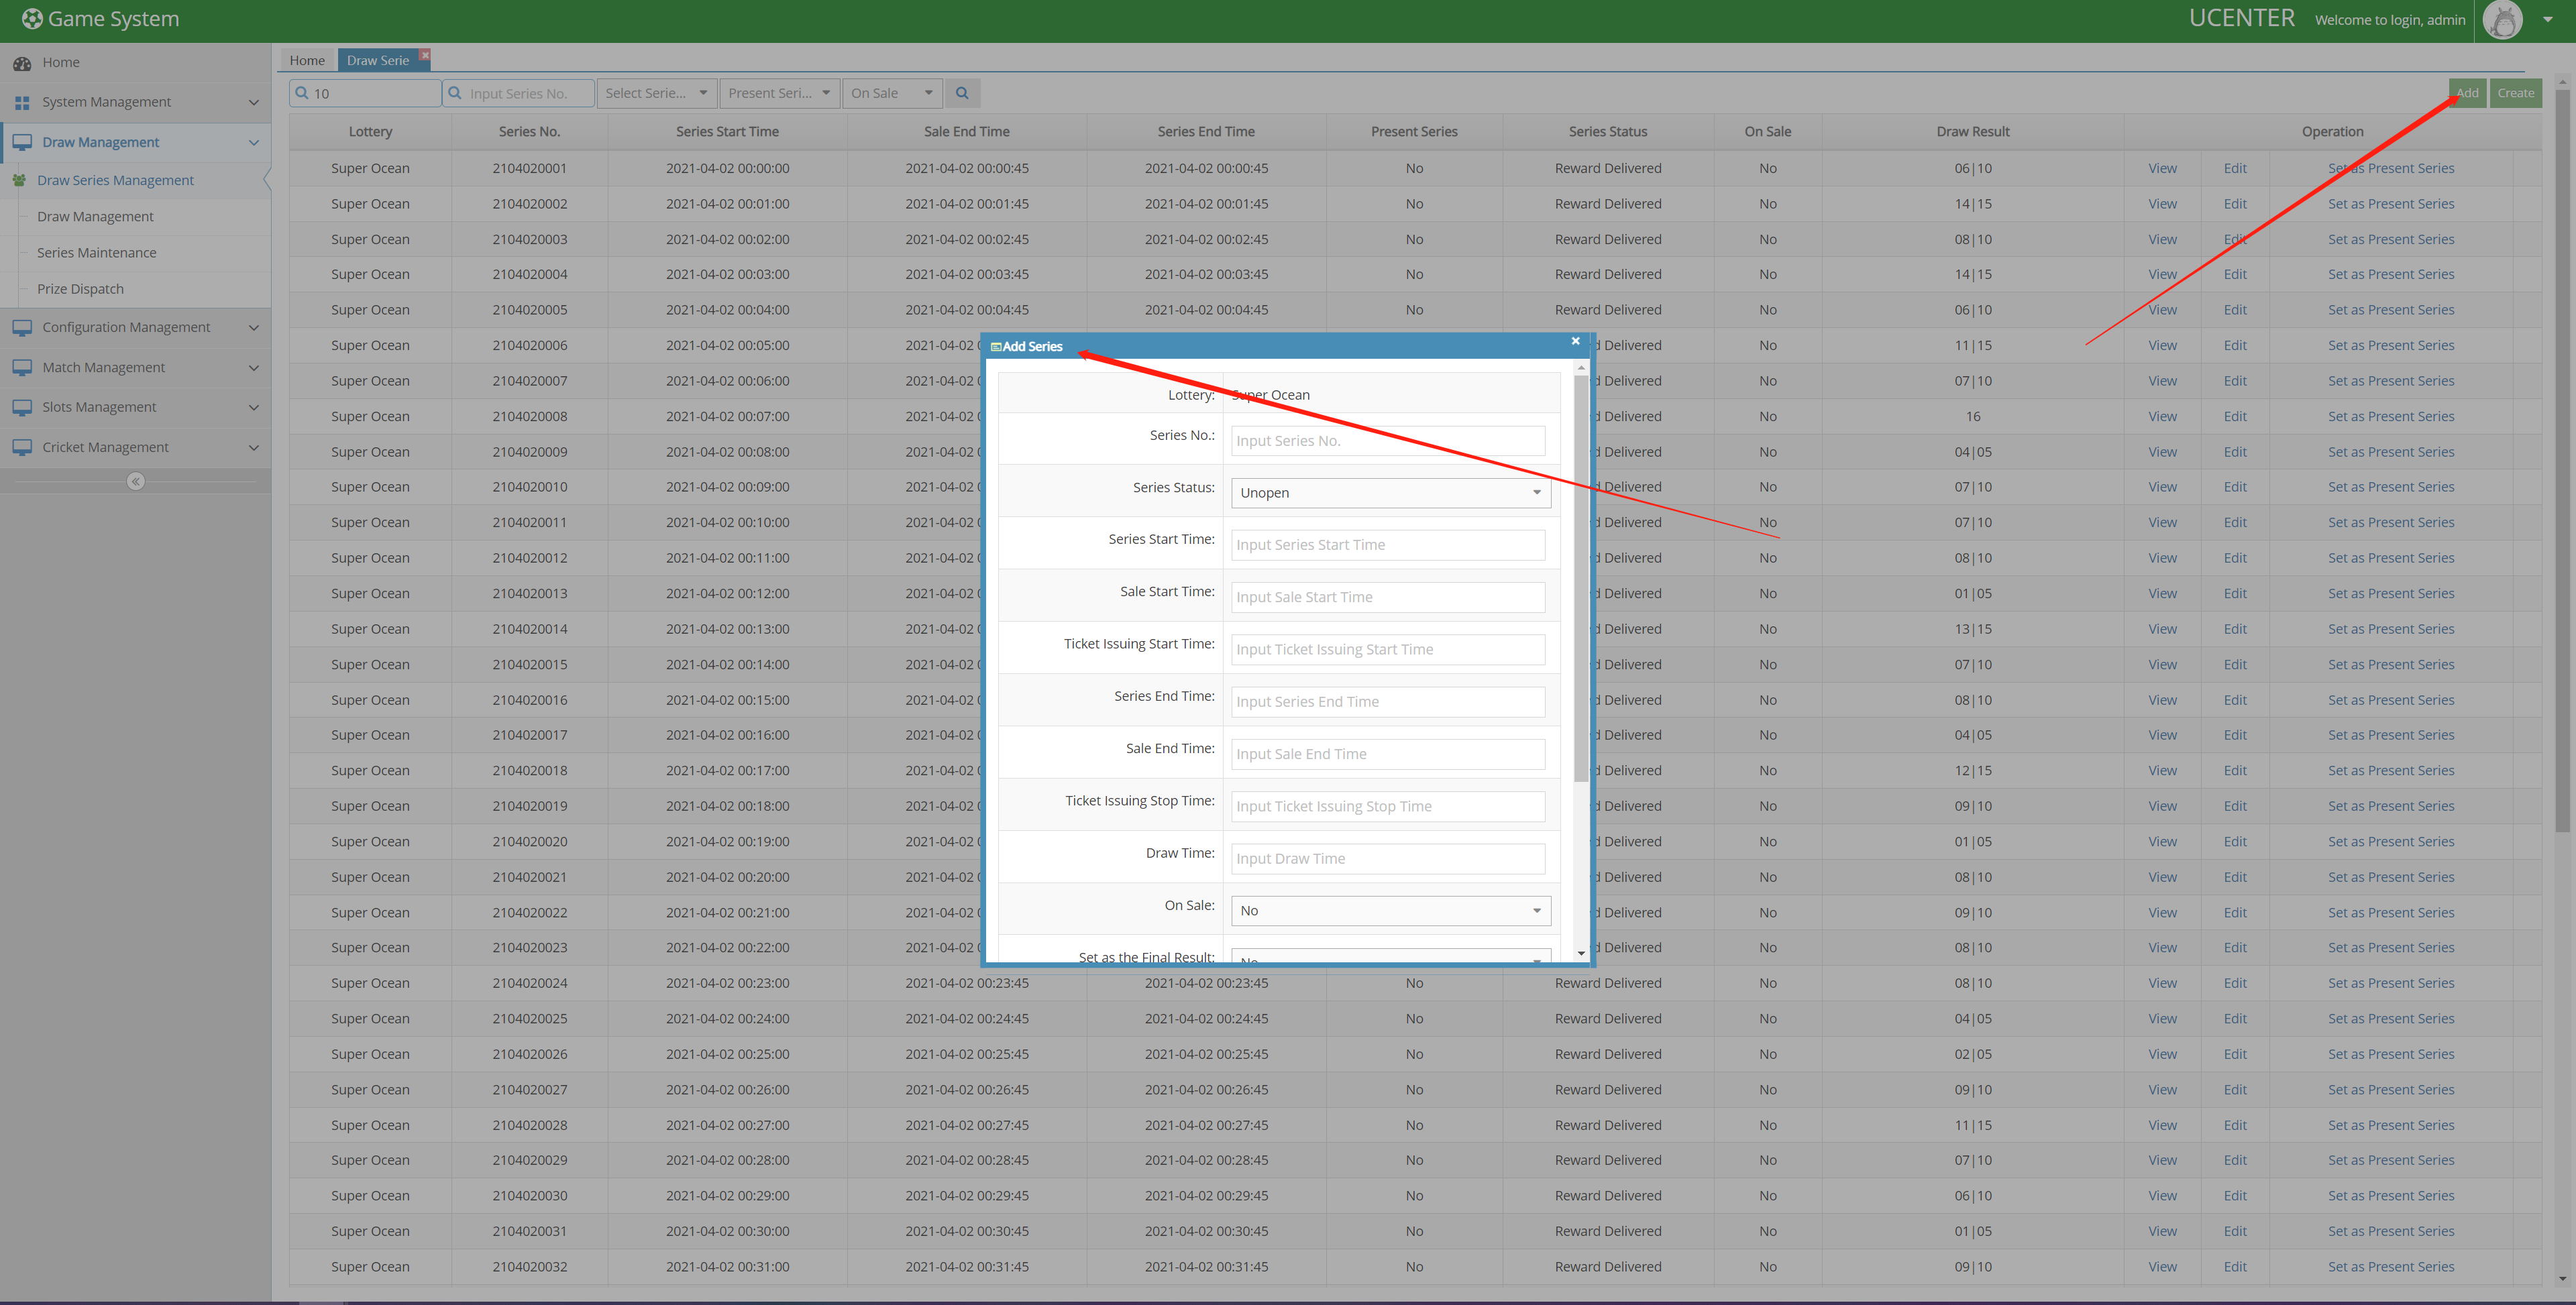 Game System
UCENTER Welcome to login, admin
Home
System Management
Draw Management
Draw Series Management
Draw Management
Series Maintenance
Prize Dispatch
Configuration Management
Match Management
Slots Management
Cricket Management
Home Draw Serie
10 Input Series No. Select Serie... Present Seri... On Sale Add Create
Lottery Series No. Series Start Time Sale End Time Series End Time Present Series Series Status On Sale Draw Result Operation
Super Ocean 2104020001 2021-04-02 00:00:00 2021-04-02 00:00:45 2021-04-02 00:00:45 No Reward Delivered No 06|10 View Edit Set as Present Series
Super Ocean 2104020002 2021-04-02 00:01:00 2021-04-02 00:01:45 2021-04-02 00:01:45 No Reward Delivered No 14|15 View Edit Set as Present Series
Super Ocean 2104020003 2021-04-02 00:02:00 2021-04-02 00:02:45 2021-04-02 00:02:45 No Reward Delivered No 08|10 View Edit Set as Present Series
Super Ocean 2104020004 2021-04-02 00:03:00 2021-04-02 00:03:45 2021-04-02 00:03:45 No Reward Delivered No 14|15 View Edit Set as Present Series
Super Ocean 2104020005 2021-04-02 00:04:00 2021-04-02 00:04:45 2021-04-02 00:04:45 No Reward Delivered No 06|10 View Edit Set as Present Series
Super Ocean 2104020006 2021-04-02 00:05:00 2021-04-02 Delivered No 11|15 View Edit Set as Present Series
Super Ocean 2104020007 2021-04-02 00:06:00 2021-04-02 Delivered No 07|10 View Edit Set as Present Series
Super Ocean 2104020008 2021-04-02 00:07:00 2021-04-02 Delivered No 16 View Edit Set as Present Series
Super Ocean 2104020009 2021-04-02 00:08:00 2021-04-02 Delivered No 04|05 View Edit Set as Present Series
Super Ocean 2104020010 2021-04-02 00:09:00 2021-04-02 Delivered No 07|10 View Edit Set as Present Series
Super Ocean 2104020011 2021-04-02 00:10:00 2021-04-02 Delivered No 07|10 View Edit Set as Present Series
Super Ocean 2104020012 2021-04-02 00:11:00 2021-04-02 Delivered No 08|10 View Edit Set as Present Series
Super Ocean 2104020013 2021-04-02 00:12:00 2021-04-02 Delivered No 01|05 View Edit Set as Present Series
Super Ocean 2104020014 2021-04-02 00:13:00 2021-04-02 Delivered No 13|15 View Edit Set as Present Series
Super Ocean 2104020015 2021-04-02 00:14:00 2021-04-02 Delivered No 07|10 View Edit Set as Present Series
Super Ocean 2104020016 2021-04-02 00:15:00 2021-04-02 Delivered No 08|10 View Edit Set as Present Series
Super Ocean 2104020017 2021-04-02 00:16:00 2021-04-02 Delivered No 04|05 View Edit Set as Present Series
Super Ocean 2104020018 2021-04-02 00:17:00 2021-04-02 Delivered No 12|15 View Edit Set as Present Series
Super Ocean 2104020019 2021-04-02 00:18:00 2021-04-02 Delivered No 09|10 View Edit Set as Present Series
Super Ocean 2104020020 2021-04-02 00:19:00 2021-04-02 Delivered No 01|05 View Edit Set as Present Series
Super Ocean 2104020021 2021-04-02 00:20:00 2021-04-02 Delivered No 08|10 View Edit Set as Present Series
Super Ocean 2104020022 2021-04-02 00:21:00 2021-04-02 Delivered No 09|10 View Edit Set as Present Series
Super Ocean 2104020023 2021-04-02 00:22:00 2021-04-02 Delivered No 08|10 View Edit Set as Present Series
Super Ocean 2104020024 2021-04-02 00:23:00 2021-04-02 00:23:45 2021-04-02 00:23:45 No Reward Delivered No 08|10 View Edit Set as Present Series
Super Ocean 2104020025 2021-04-02 00:24:00 2021-04-02 00:24:45 2021-04-02 00:24:45 No Reward Delivered No 04|05 View Edit Set as Present Series
Super Ocean 2104020026 2021-04-02 00:25:00 2021-04-02 00:25:45 2021-04-02 00:25:45 No Reward Delivered No 02|05 View Edit Set as Present Series
Super Ocean 2104020027 2021-04-02 00:26:00 2021-04-02 00:26:45 2021-04-02 00:26:45 No Reward Delivered No 09|10 View Edit Set as Present Series
Super Ocean 2104020028 2021-04-02 00:27:00 2021-04-02 00:27:45 2021-04-02 00:27:45 No Reward Delivered No 11|15 View Edit Set as Present Series
Super Ocean 2104020029 2021-04-02 00:28:00 2021-04-02 00:28:45 2021-04-02 00:28:45 No Reward Delivered No 07|10 View Edit Set as Present Series
Super Ocean 2104020030 2021-04-02 00:29:00 2021-04-02 00:29:45 2021-04-02 00:29:45 No Reward Delivered No 06|10 View Edit Set as Present Series
Super Ocean 2104020031 2021-04-02 00:30:00 2021-04-02 00:30:45 2021-04-02 00:30:45 No Reward Delivered No 01|05 View Edit Set as Present Series
Super Ocean 2104020032 2021-04-02 00:31:00 2021-04-02 00:31:45 2021-04-02 00:31:45 No Reward Delivered No 09|10 View Edit Set as Present Series
Add Series
Lottery: Super Ocean
Series No.: Input Series No.
Series Status: Unopen
Series Start Time: Input Series Start Time
Sale Start Time: Input Sale Start Time
Ticket Issuing Start Time: Input Ticket Issuing Start Time
Series End Time: Input Series End Time
Sale End Time: Input Sale End Time
Ticket Issuing Stop Time: Input Ticket Issuing Stop Time
Draw Time: Input Draw Time
On Sale: No
Set as the Final Result: No